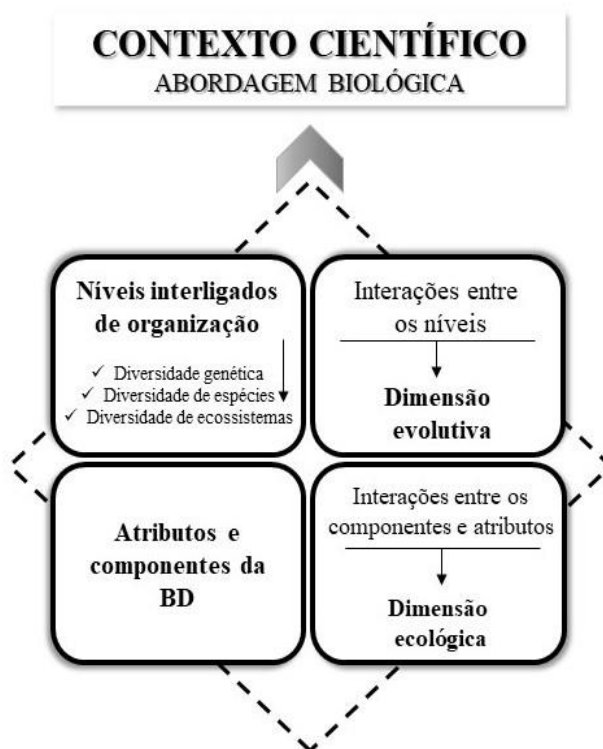 CONTEXTO CIENTÍFICO
ABORDAGEM BIOLÓGICA
Níveis interligados
de organização
✓ Diversidade genética
✓ Diversidade de espécies
✓ Diversidade de ecossistemas
Interações entre
os níveis
Dimensão
evolutiva
Atributos e
componentes da
BD
Interações entre os
componentes e atributos
Dimensão
ecológica